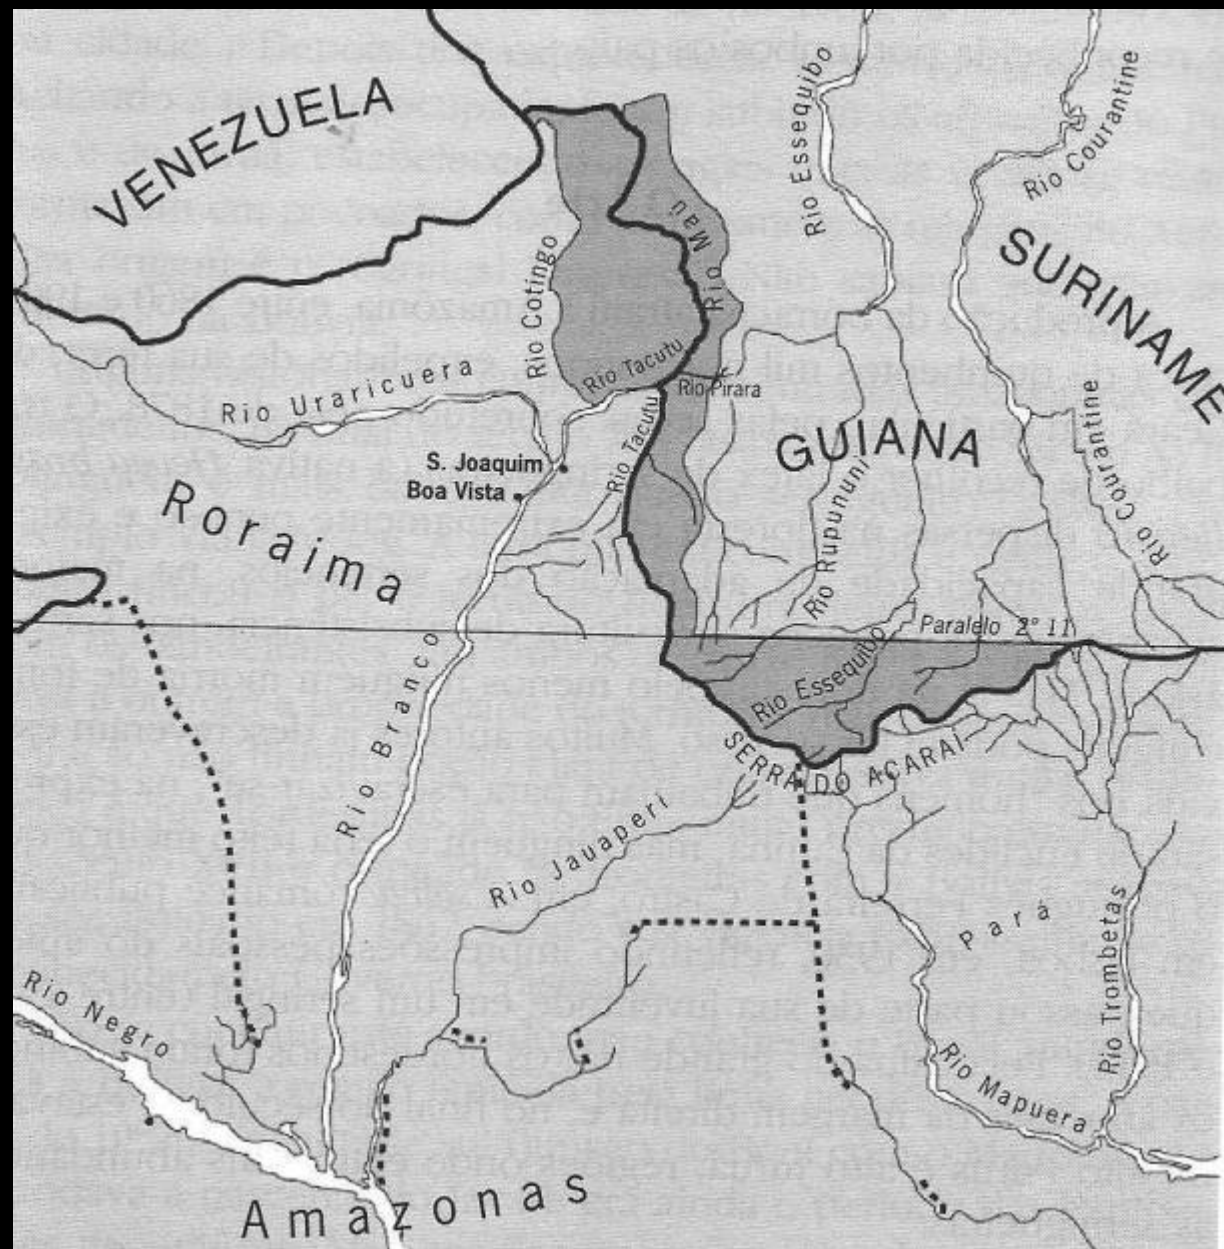 VENEZUELA
Rio Essequibo
Rio Courantine
SURINAME
Rio Maú
Rio Cotingo
Rio Tacutu
Rio Pirara
Rio Uraricuera
Rio Tacutu
GUIANA
Rio Courantine
S. Joaquim
Boa Vista
Roraima
Rio Rupununi
Paralelo 2° 11
Rio Essequibo
Rio Branco
SERRA DO ACARAÍ
Rio Jauaperi
Pará
Rio Trombetas
Rio Negro
Rio Mapuera
Amazonas